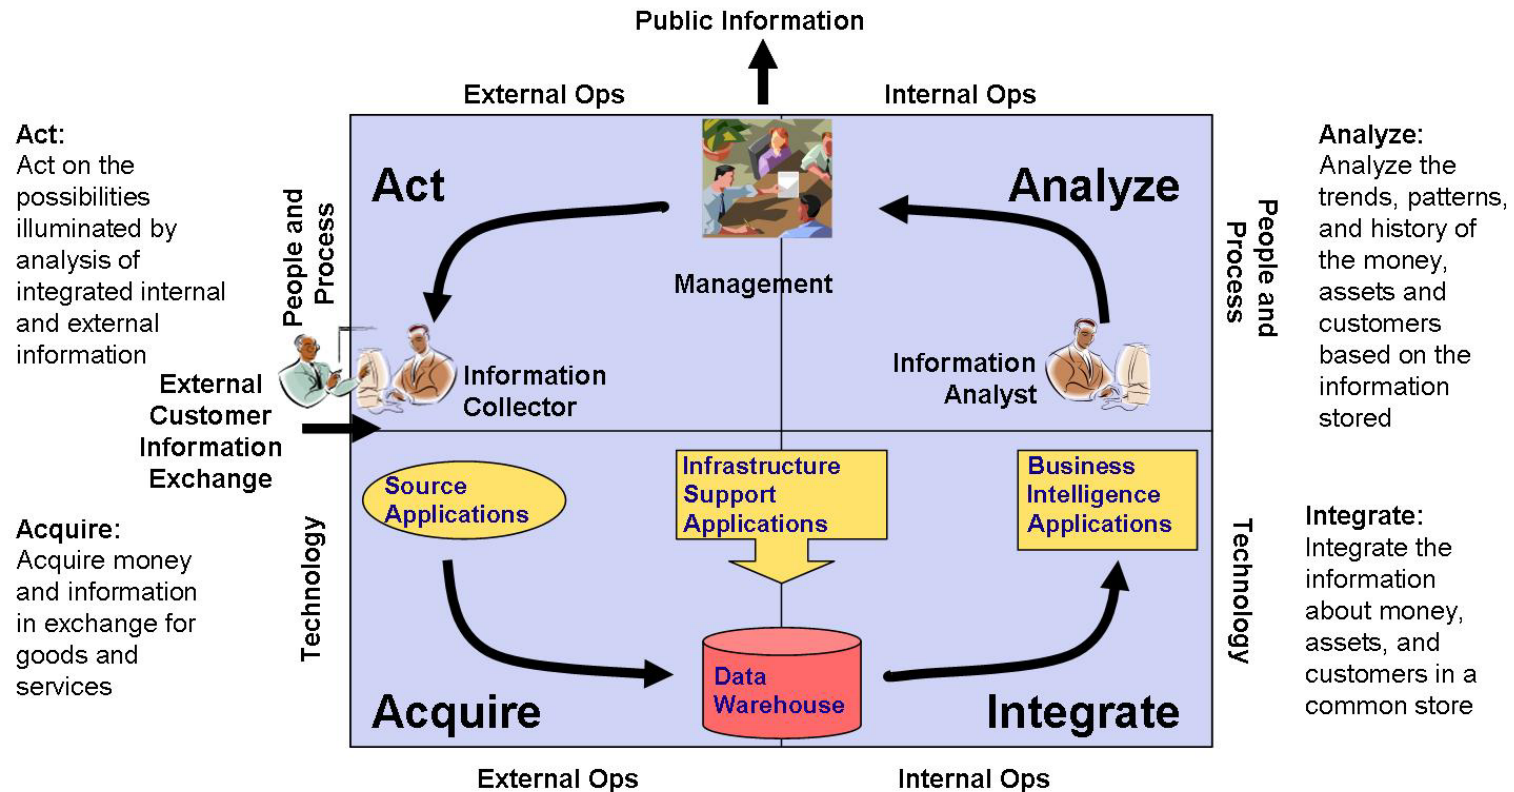 Public Information
External Ops
Internal Ops
Act:
Act on the
possibilities
illuminated by
analysis of
integrated internal
and external
information
People and
Process
Act
Analyze
Management
Information
Collector
Information
Analyst
People and
Process
Analyze:
Analyze the
trends, patterns,
and history of
the money,
assets and
customers
based on the
information
stored
External
Customer
Information
Exchange
Acquire:
Acquire money
and information
in exchange for
goods and
services
Technology
Source
Applications
Infrastructure
Support
Applications
Business
Intelligence
Applications
Data
Warehouse
Acquire
Integrate
Technology
Integrate:
Integrate the
information
about money,
assets, and
customers in a
common store
External Ops
Internal Ops